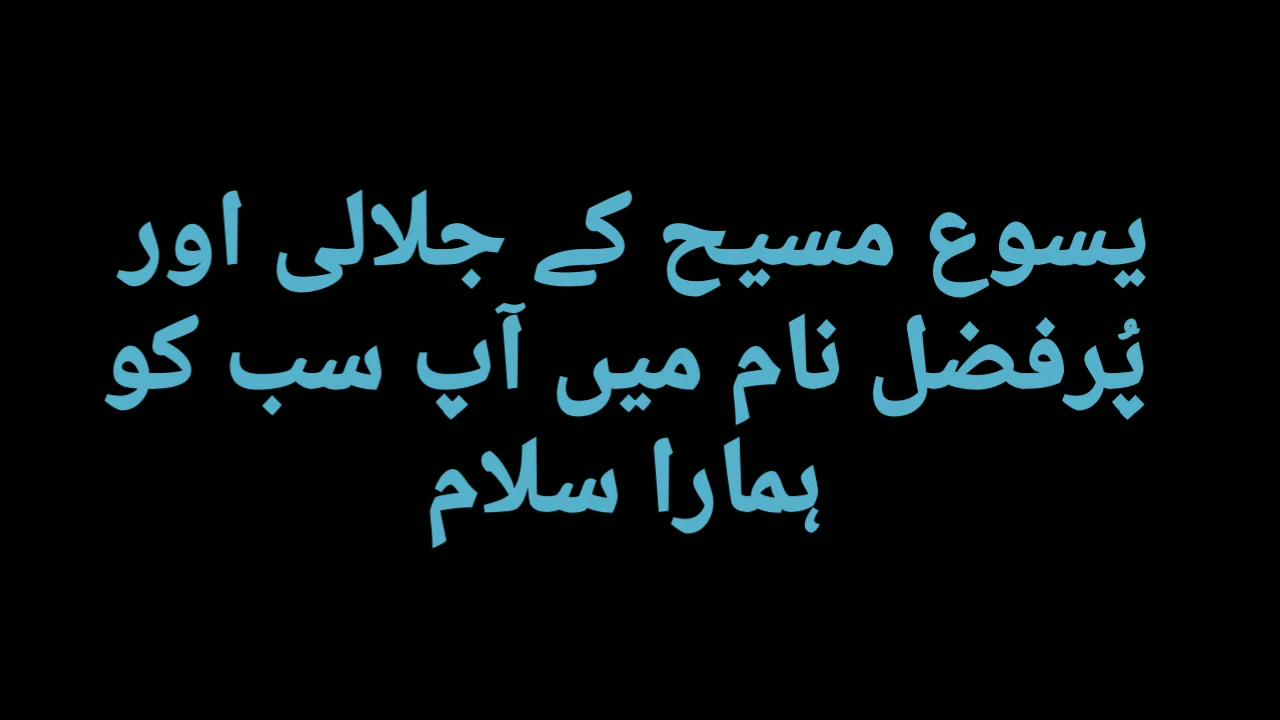 یسوع مسیح کے جلالی اور
پُرفضل نام میں آپ سب کو
ہمارا سلام